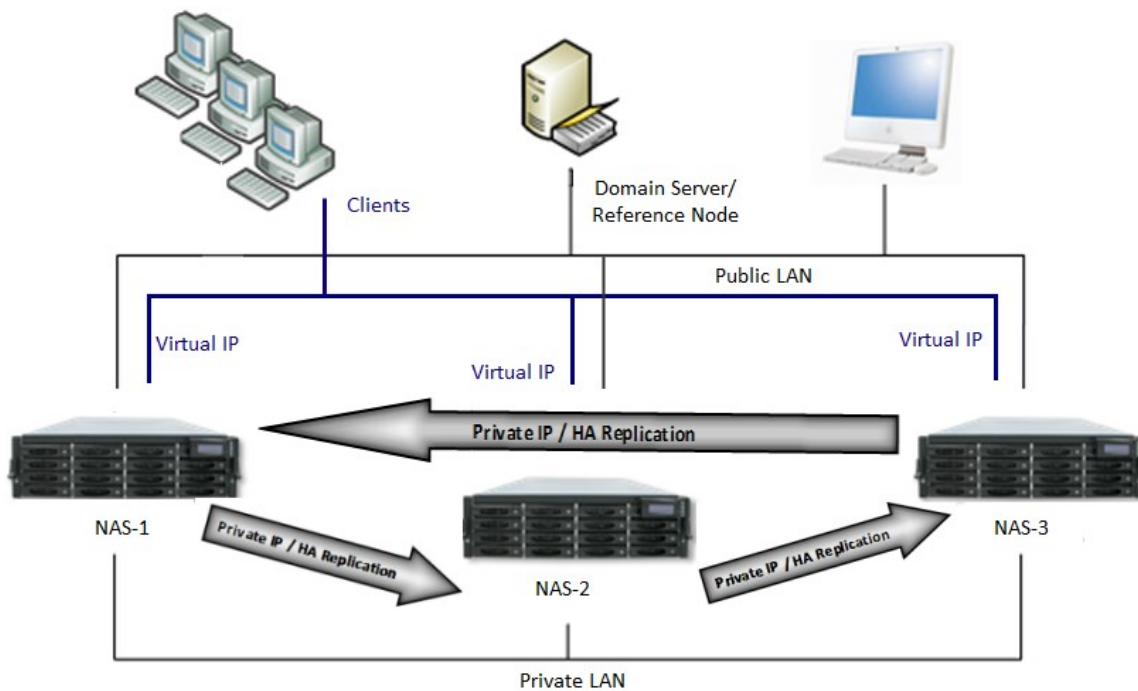 Clients
Domain Server/
Reference Node
Public LAN
Virtual IP
Virtual IP
Virtual IP
Private IP / HA Replication
NAS-1
NAS-3
Private IP / HA Replication
Private IP / HA Replication
NAS-2
Private LAN